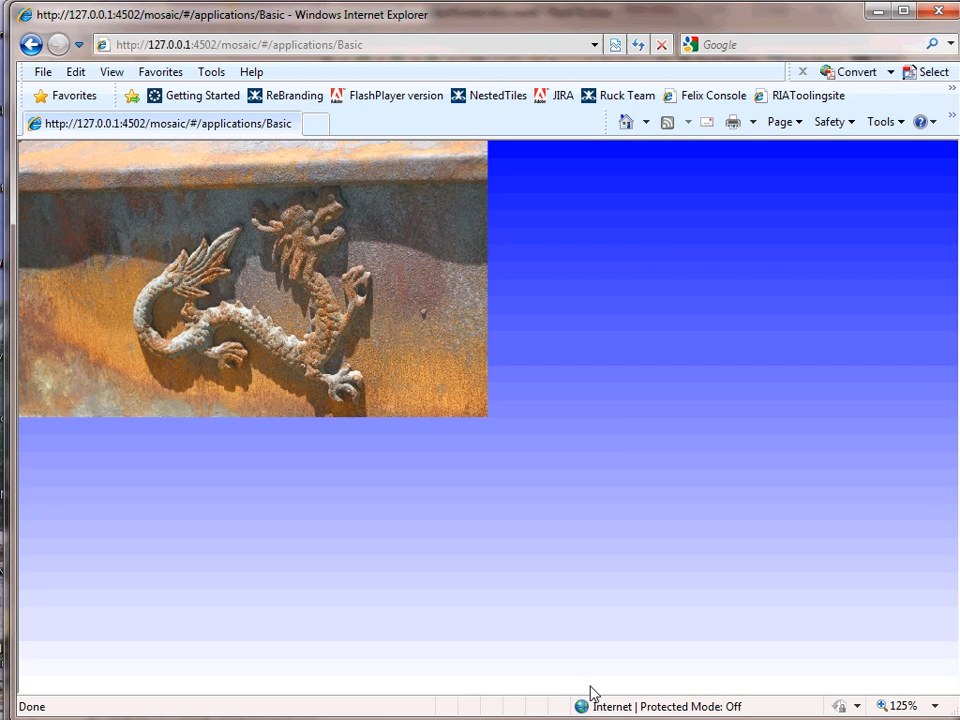 http://127.0.0.1:4502/mosaic/#/applications/Basic - Windows Internet Explorer
http://127.0.0.1:4502/mosaic/#/applications/Basic Google
File Edit View Favorites Tools Help Convert Select
Favorites Getting Started ReBranding FlashPlayer version NestedTiles JIRA Ruck Team Felix Console RIAToolingsite
http://127.0.0.1:4502/mosaic/#/applications/Basic Page Safety Tools
Done Internet | Protected Mode: Off 125%